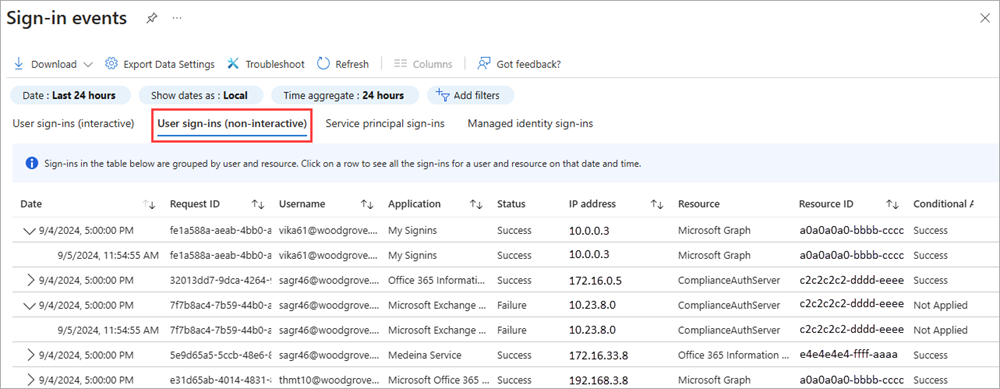 Sign-in events
Download Export Data Settings Troubleshoot Refresh Columns Got feedback?
Date : Last 24 hours Show dates as : Local Time aggregate : 24 hours Add filters
User sign-ins (interactive) User sign-ins (non-interactive) Service principal sign-ins Managed identity sign-ins
Sign-ins in the table below are grouped by user and resource. Click on a row to see all the sign-ins for a user and resource on that date and time.
Date Request ID Username Application Status IP address Resource Resource ID Conditional A
9/4/2024, 5:00:00 PM fe1a588a-aeab-4bb0-a vika61@woodgrove.... My Signins Success 10.0.0.3 Microsoft Graph a0a0a0a0-bbbb-cccc Success
9/5/2024, 11:54:55 AM fe1a588a-aeab-4bb0-a vika61@woodgrove.... My Signins Success 10.0.0.3 Microsoft Graph a0a0a0a0-bbbb-cccc Success
9/4/2024, 5:00:00 PM 32013dd7-9dca-4264-9 sagr46@woodgrove.... Office 365 Informati... Success 172.16.0.5 ComplianceAuthServer c2c2c2c2-dddd-eeee Success
9/4/2024, 5:00:00 PM 7f7b8ac4-7b59-44b0-a sagr46@woodgrove.... Microsoft Exchange ... Failure 10.23.8.0 ComplianceAuthServer c2c2c2c2-dddd-eeee Not Applied
9/5/2024, 11:54:55 AM 7f7b8ac4-7b59-44b0-a sagr46@woodgrove.... Microsoft Exchange ... Failure 10.23.8.0 ComplianceAuthServer c2c2c2c2-dddd-eeee Not Applied
9/4/2024, 5:00:00 PM 5e9d65a5-5ccb-48e6-8 sagr46@woodgrove.... Medeina Service Success 172.16.33.8 Office 365 Information ... e4e4e4e4-ffff-aaaa Success
9/4/2024, 5:00:00 PM e31d65ab-4014-4831-a thmt10@woodgrove.... Microsoft Office 365 ... Success 192.168.3.8 Microsoft Graph a0a0a0a0-bbbb-cccc Success